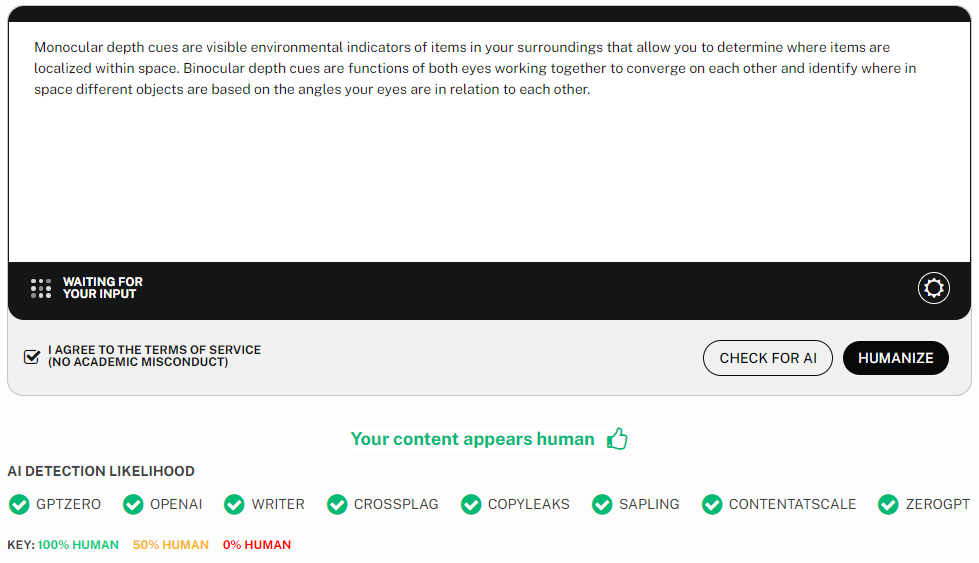 Monocular depth cues are visible environmental indicators of items in your surroundings that allow you to determine where items are
localized within space. Binocular depth cues are functions of both eyes working together to converge on each other and identify where in
space different objects are based on the angles your eyes are in relation to each other.
WAITING FOR
YOUR INPUT
I AGREE TO THE TERMS OF SERVICE
(NO ACADEMIC MISCONDUCT)
CHECK FOR AI
HUMANIZE
Your content appears human
AI DETECTION LIKELIHOOD
GPTZERO OPENAI WRITER CROSSPLAG COPYLEAKS SAPLING CONTENTATSCALE ZEROGPT
KEY: 100% HUMAN 50% HUMAN 0% HUMAN